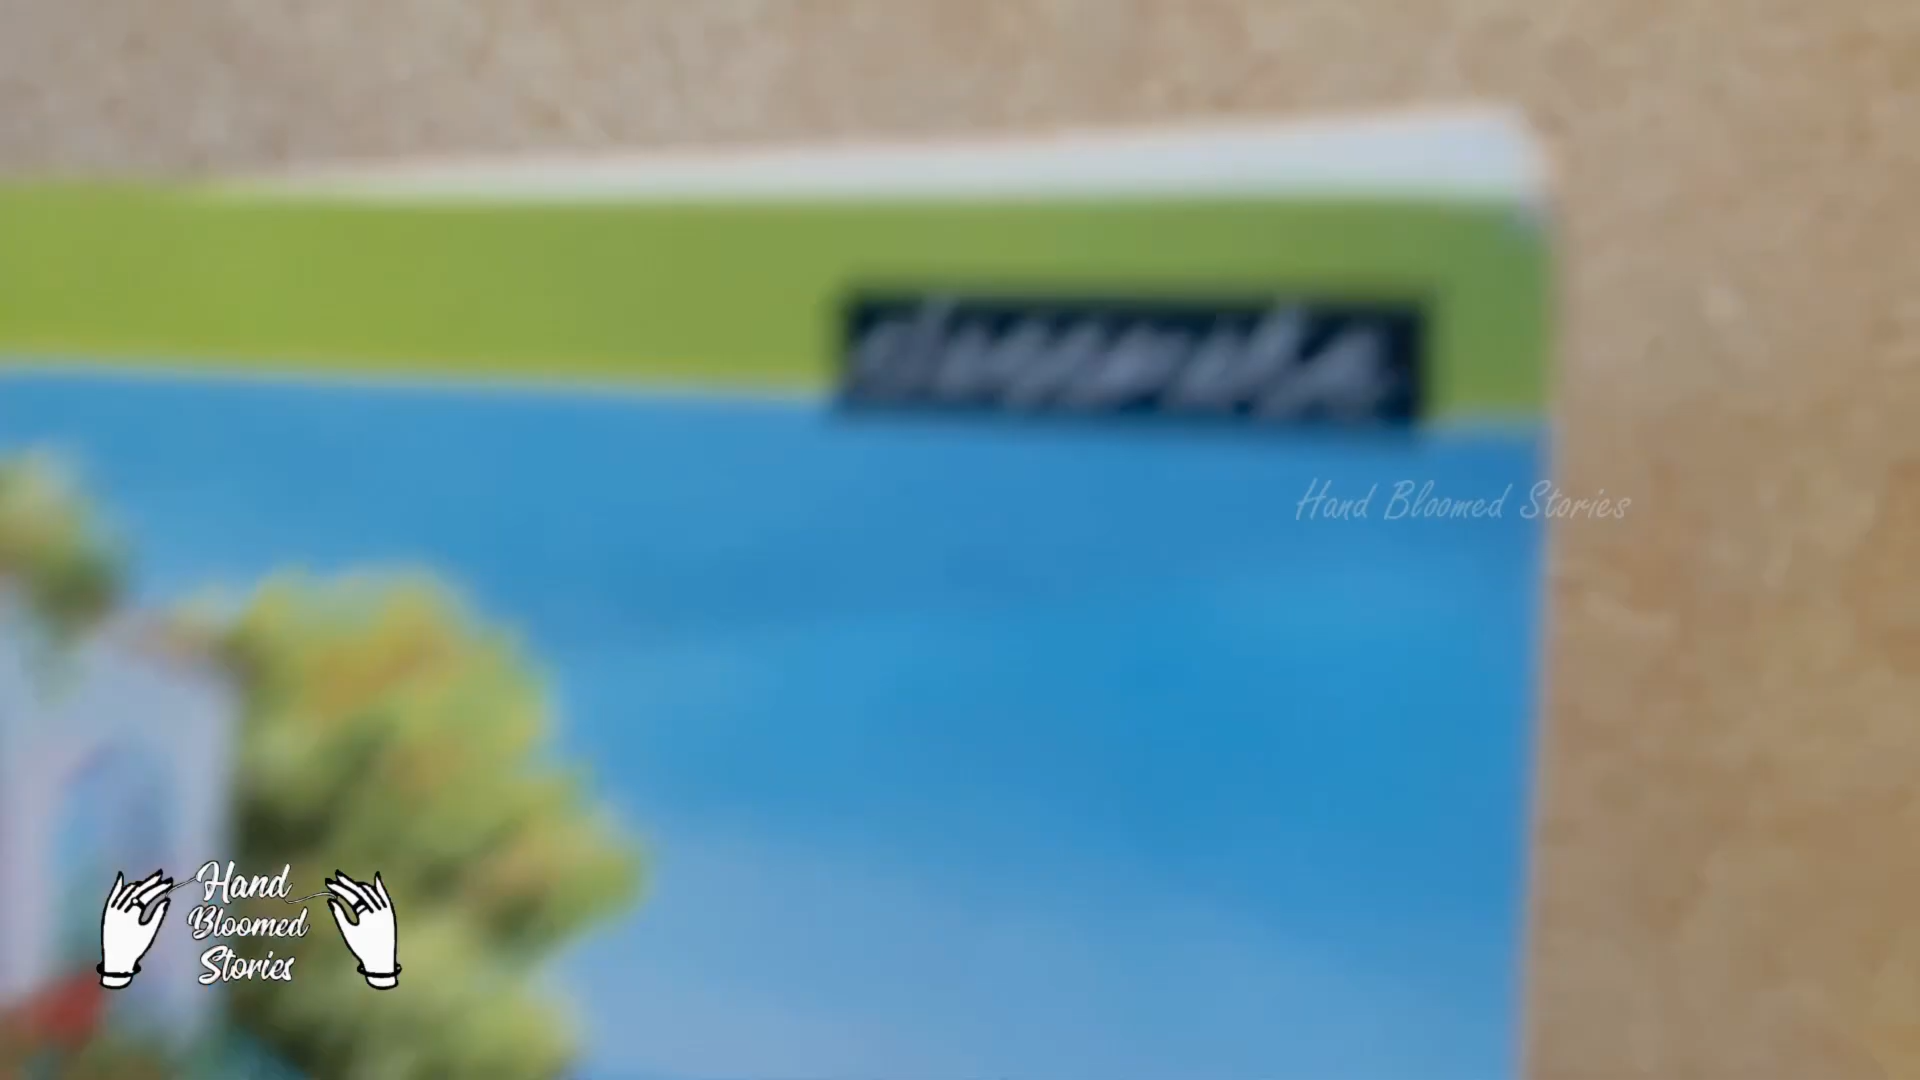 Hand Bloomed Stories
Hand
Bloomed
Stories